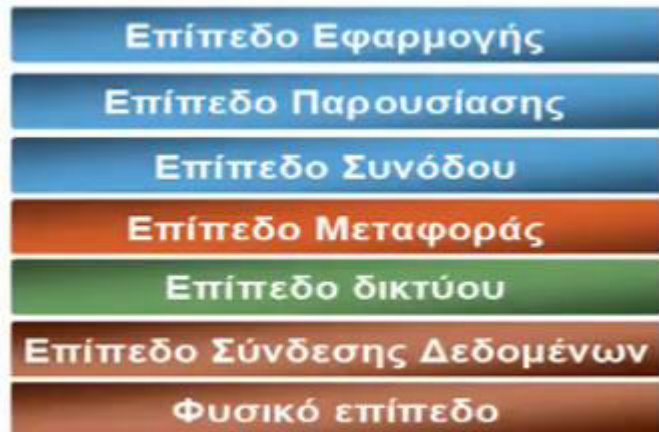 Επίπεδο Εφαρμογής
Επίπεδο Παρουσίασης
Επίπεδο Συνόδου
Επίπεδο Μεταφοράς
Επίπεδο δικτύου
Επίπεδο Σύνδεσης Δεδομένων
Φυσικό επίπεδο